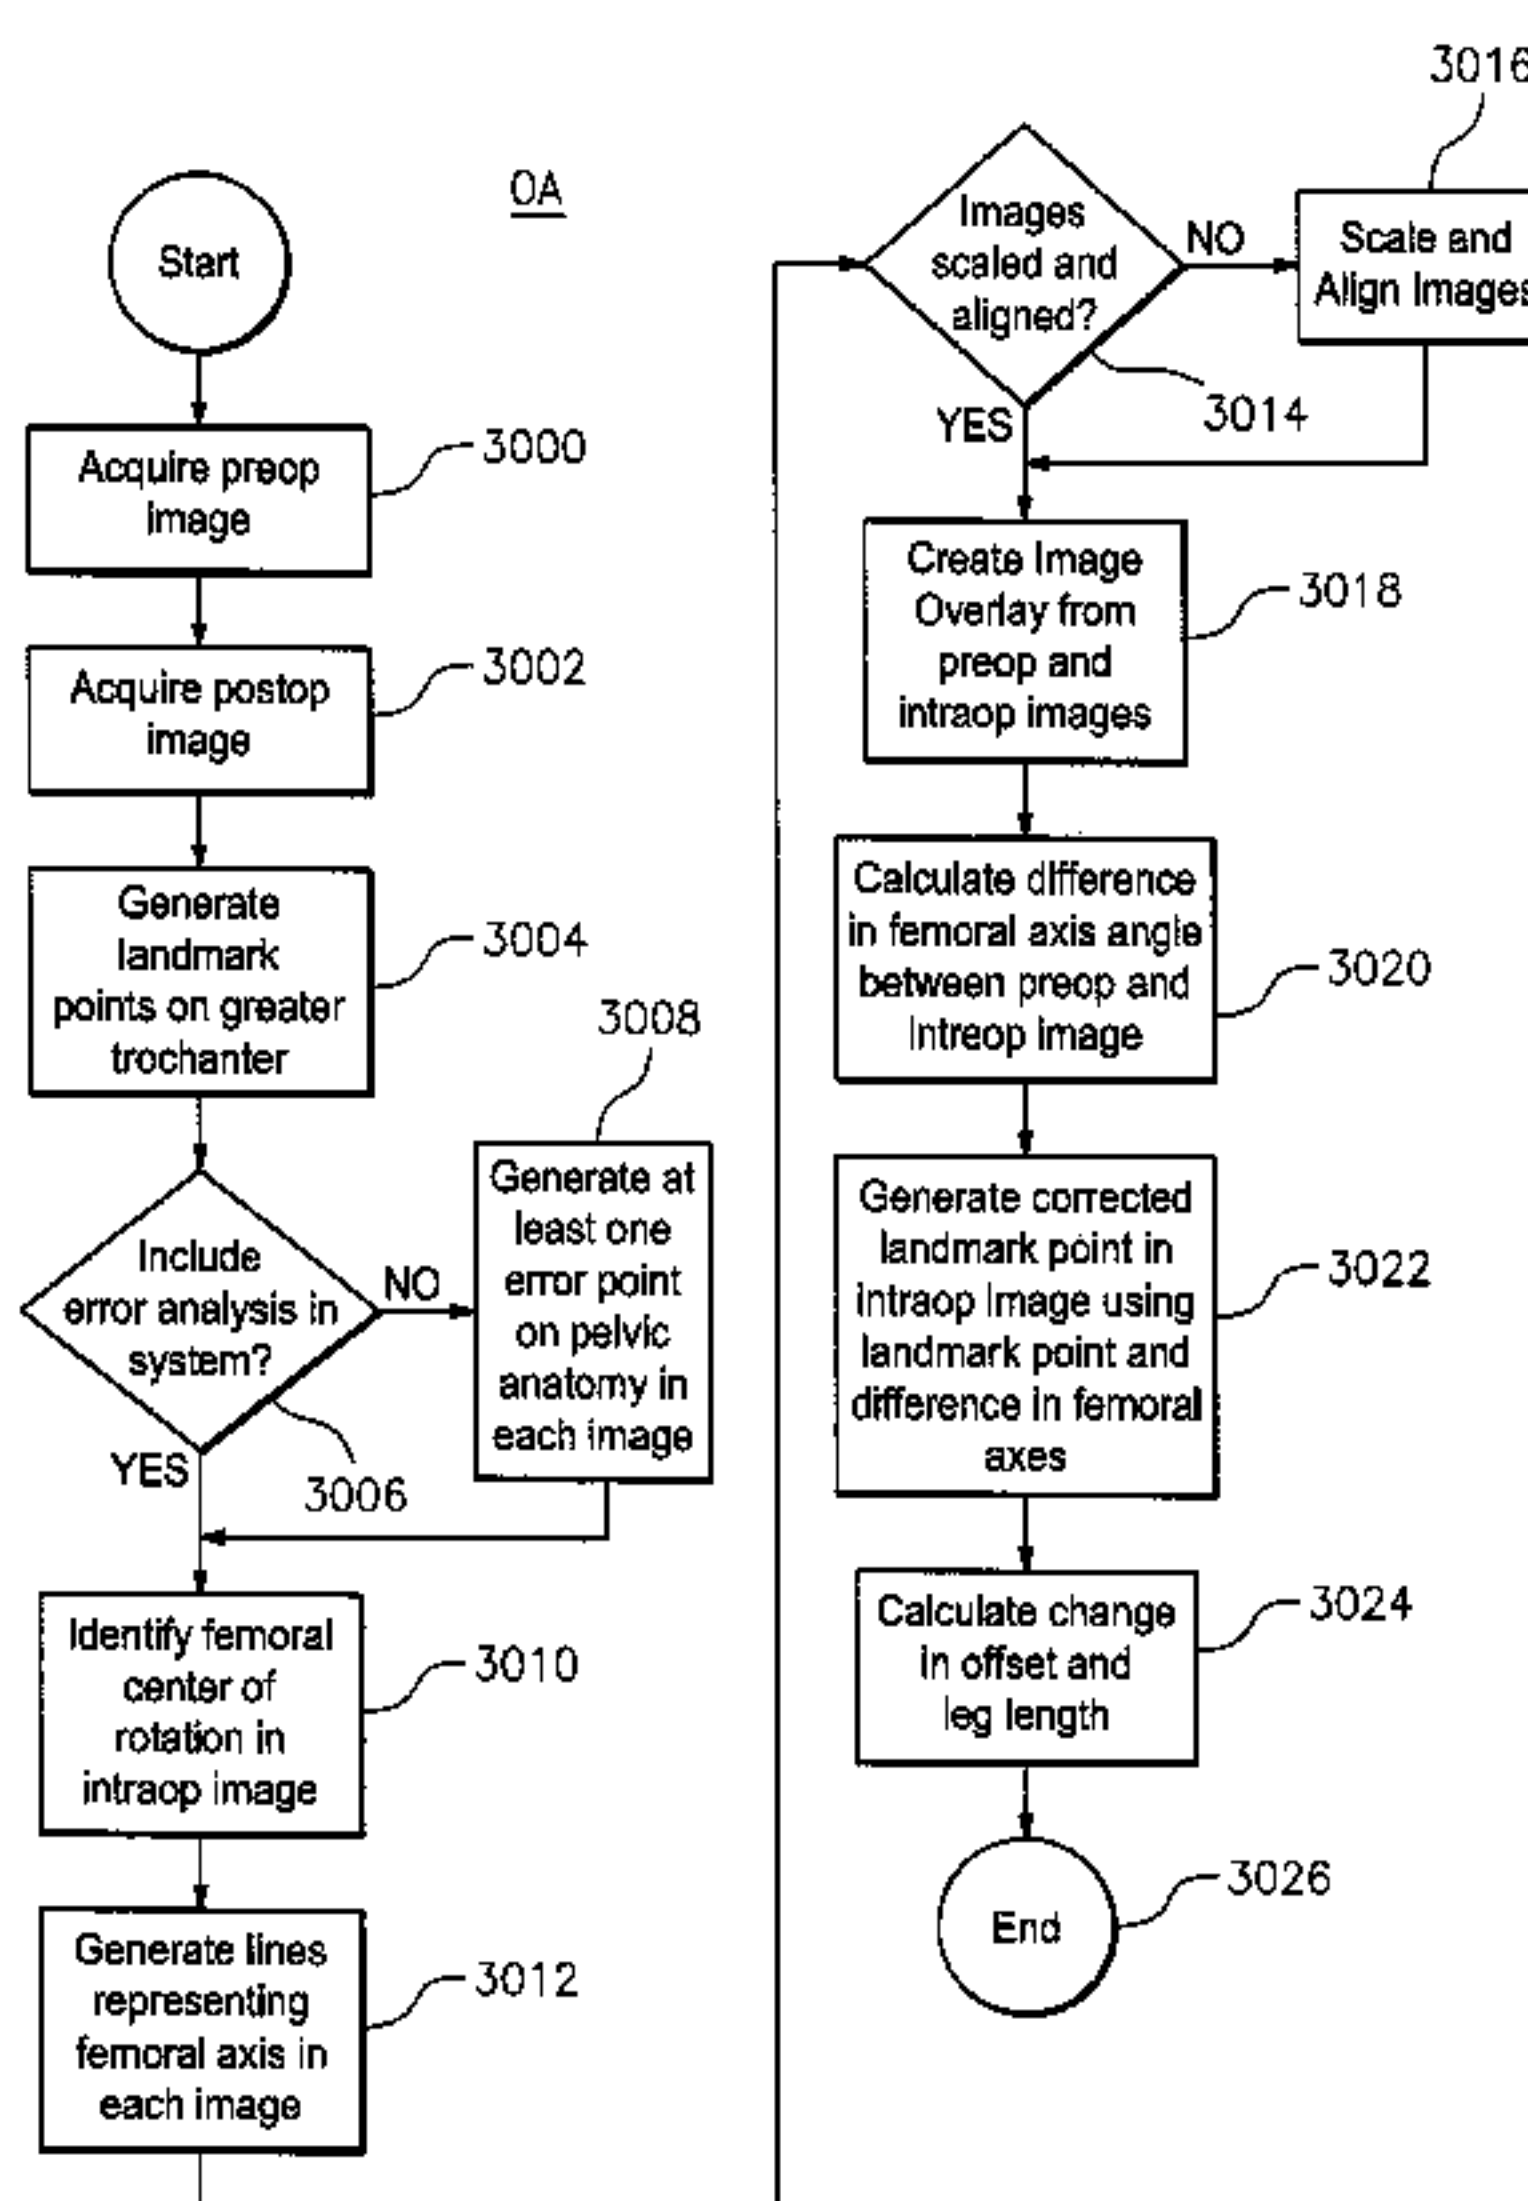 OA
Start
Acquire preop
image
3000
Acquire postop
image
3002
Generate
landmark
points on greater
trochanter
3004
Include
error analysis in
system?
NO
YES
3006
3008
Generate at
least one
error point
on pelvic
anatomy in
each image
Identify femoral
center of
rotation in
intraop image
3010
Generate lines
representing
femoral axis in
each image
3012
Images
scaled and
aligned?
NO
YES
3014
3016
Scale and
Align Images
Create Image
Overlay from
preop and
intraop images
3018
Calculate difference
in femoral axis angle
between preop and
Intreop Image
3020
Generate corrected
landmark point in
intraop Image using
landmark point and
difference in femoral
axes
3022
Calculate change
in offset and
leg length
3024
End
3026